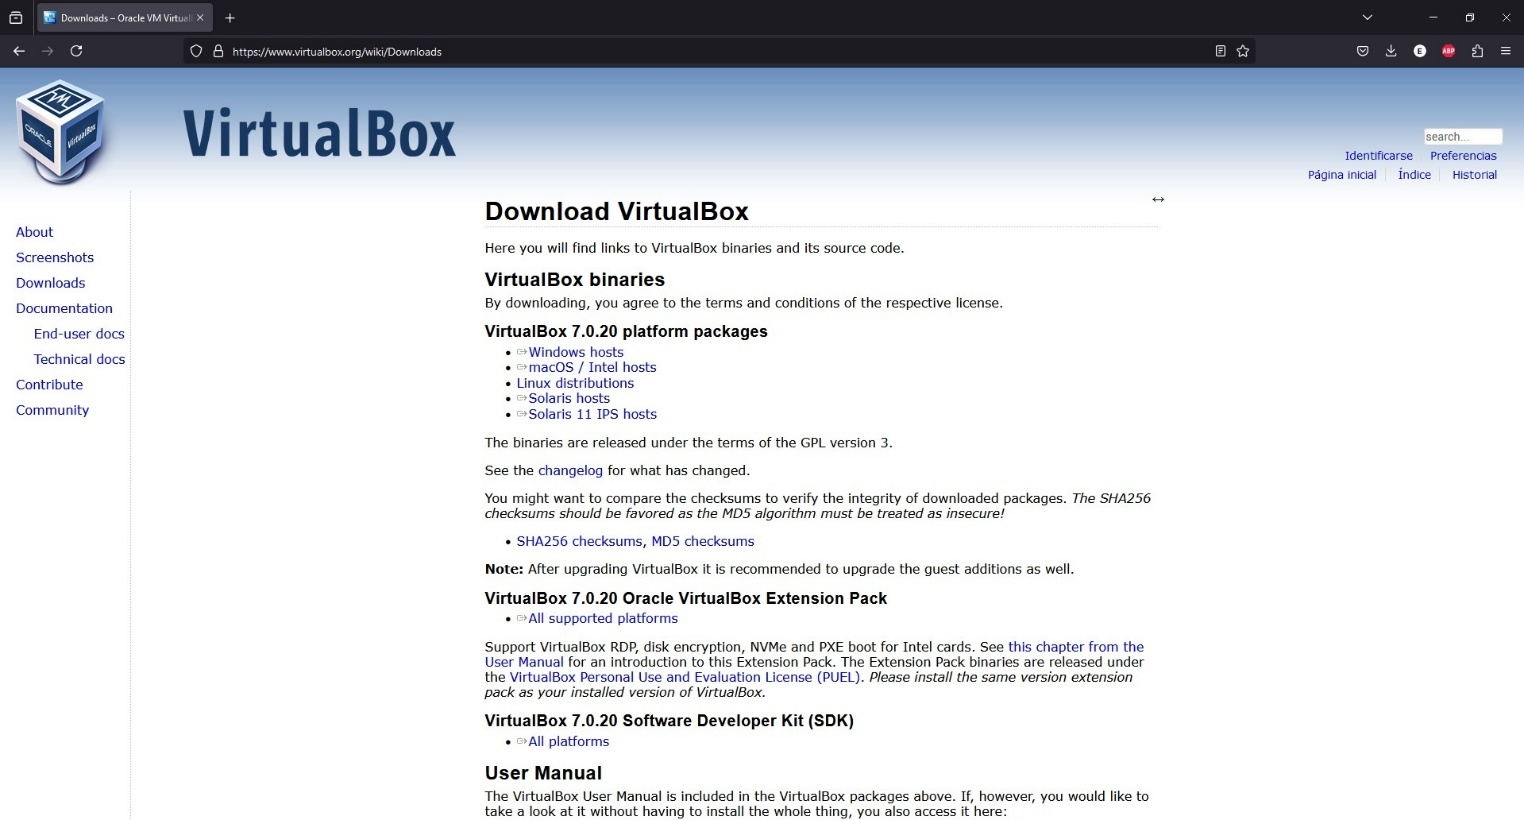 Downloads – Oracle VM Virtual
https://www.virtualbox.org/wiki/Downloads
E
ABP
ORACLE
VirtualBox
VirtualBox
search...
Identificarse Preferencias
Página inicial Índice Historial
About
Screenshots
Downloads
Documentation
End-user docs
Technical docs
Contribute
Community
Download VirtualBox
Here you will find links to VirtualBox binaries and its source code.
VirtualBox binaries
By downloading, you agree to the terms and conditions of the respective license.
VirtualBox 7.0.20 platform packages
• Windows hosts
• macOS / Intel hosts
• Linux distributions
• Solaris hosts
• Solaris 11 IPS hosts
The binaries are released under the terms of the GPL version 3.
See the changelog for what has changed.
You might want to compare the checksums to verify the integrity of downloaded packages. The SHA256
checksums should be favored as the MD5 algorithm must be treated as insecure!
• SHA256 checksums, MD5 checksums
Note: After upgrading VirtualBox it is recommended to upgrade the guest additions as well.
VirtualBox 7.0.20 Oracle VirtualBox Extension Pack
• All supported platforms
Support VirtualBox RDP, disk encryption, NVMe and PXE boot for Intel cards. See this chapter from the
User Manual for an introduction to this Extension Pack. The Extension Pack binaries are released under
the VirtualBox Personal Use and Evaluation License (PUEL). Please install the same version extension
pack as your installed version of VirtualBox.
VirtualBox 7.0.20 Software Developer Kit (SDK)
• All platforms
User Manual
The VirtualBox User Manual is included in the VirtualBox packages above. If, however, you would like to
take a look at it without having to install the whole thing, you also access it here: